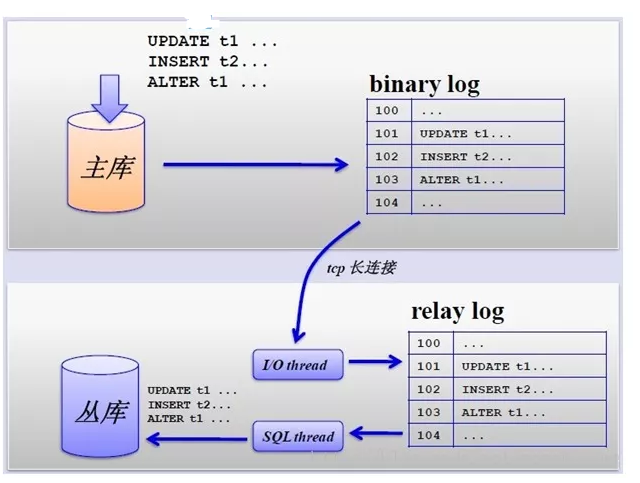 UPDATE t1 ...
INSERT t2...
ALTER t1 ...
主库
binary log
100 ...
101 UPDATE t1...
102 INSERT t2...
103 ALTER t1...
104 ...
tcp 长连接
relay log
100 ...
101 UPDATE t1...
102 INSERT t2...
103 ALTER t1...
104 ...
I/O thread
从库
UPDATE t1 ...
INSERT t2...
ALTER t1 ...
SQL thread